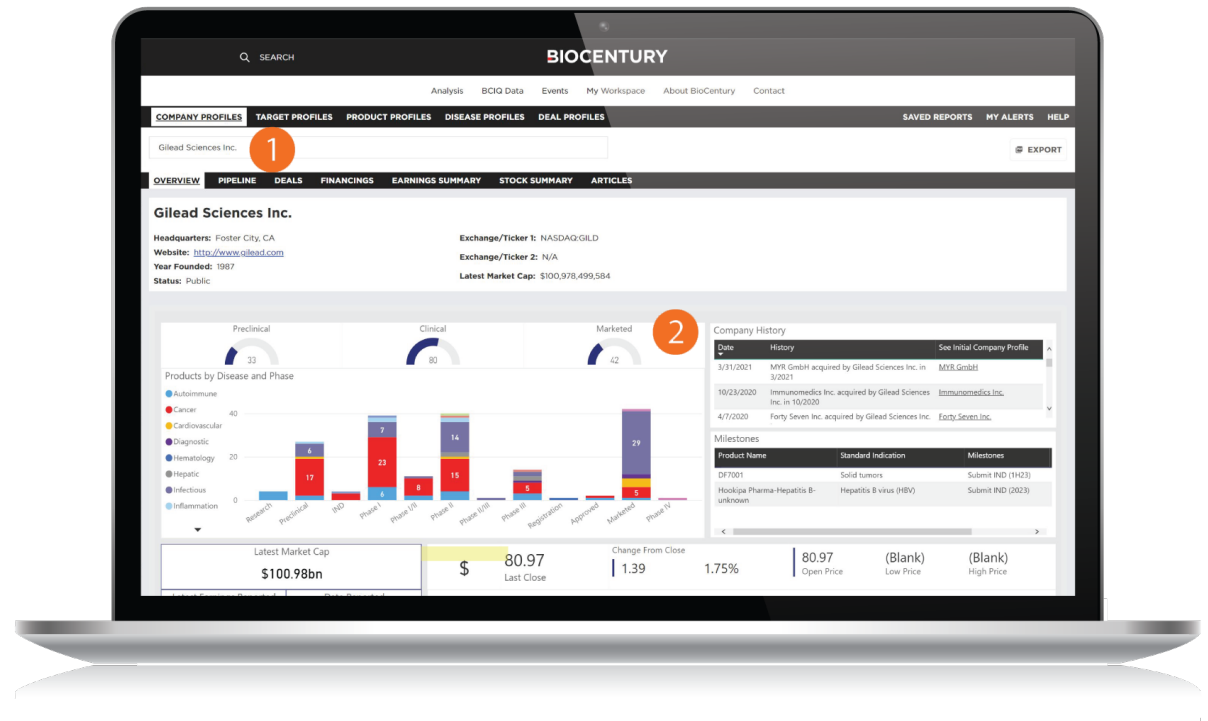 SEARCH
BIOCENTURY
Analysis BCIQ Data Events My Workspace About BioCentury Contact
COMPANY PROFILES TARGET PROFILES PRODUCT PROFILES DISEASE PROFILES DEAL PROFILES SAVED REPORTS MY ALERTS HELP
Gilead Sciences Inc.
1
EXPORT
OVERVIEW PIPELINE DEALS FINANCINGS EARNINGS SUMMARY STOCK SUMMARY ARTICLES
Gilead Sciences Inc.
Headquarters: Foster City, CA
Website: http://www.gilead.com
Year Founded: 1987
Status: Public
Exchange/Ticker 1: NASDAQ:GILD
Exchange/Ticker 2: N/A
Latest Market Cap: $100,978,499,584
Preclinical
33
Clinical
80
Marketed
42
2
Products by Disease and Phase
Autoimmune
Cancer
Cardiovascular
Diagnostic
Hematology
Hepatic
Infectious
Inflammation
40
20
0
6
17
7
23
6
8
14
15
5
29
5
Research
Preclinical
IND
Phase I
Phase I/II
Phase II
Phase II/III
Phase III
Registration
Approved
Marketed
Phase IV
Company History
Date History See Initial Company Profile
3/31/2021 MYR GmbH acquired by Gilead Sciences Inc. in MYR GmbH
3/2021
10/23/2020 Immunomedics Inc. acquired by Gilead Sciences Immunomedics Inc.
Inc. in 10/2020
4/7/2020 Forty Seven Inc. acquired by Gilead Sciences Inc. Forty Seven Inc.
Milestones
Product Name Standard Indication Milestones
DF7001 Solid tumors Submit IND (1H23)
Hookipa Pharma-Hepatitis B- Hepatitis B virus (HBV) Submit IND (2023)
unknown
Latest Market Cap
$100.98bn
Latest Earnings Reported Date Reported
$
80.97
Last Close
Change From Close
1.39 1.75%
80.97 (Blank) (Blank)
Open Price Low Price High Price